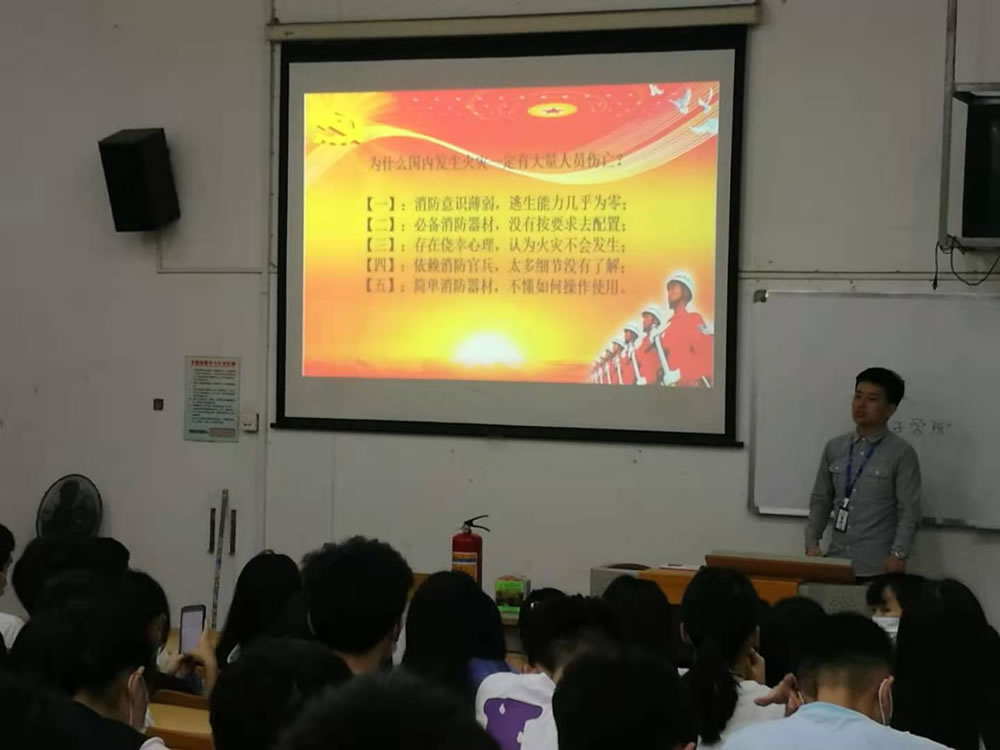 为什么国内发生火灾一定有大量人员伤亡?
【一】:消防意识薄弱,逃生能力几乎为零;
【二】:必备消防器材,没有按要求去配置;
【三】:存在侥幸心理,认为火灾不会发生;
【四】:依赖消防官兵,太多细节没有了解;
【五】:简单消防器材,不懂如何操作使用。